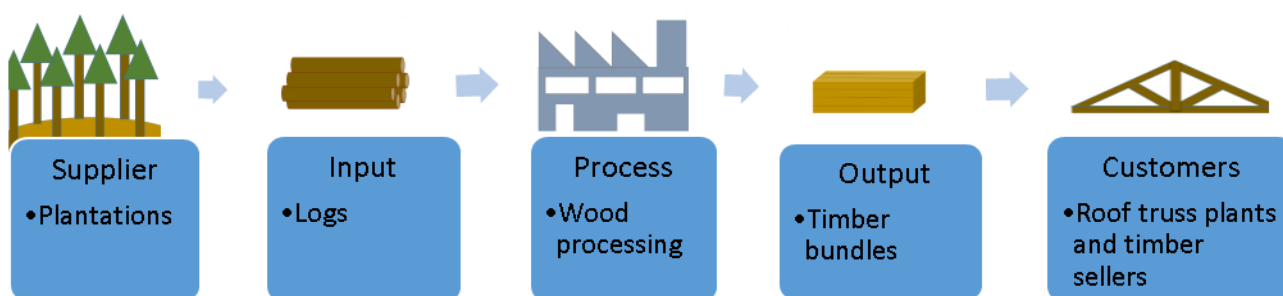 Supplier
•Plantations
Input
•Logs
Process
•Wood
processing
Output
•Timber
bundles
Customers
•Roof truss plants
and timber
sellers